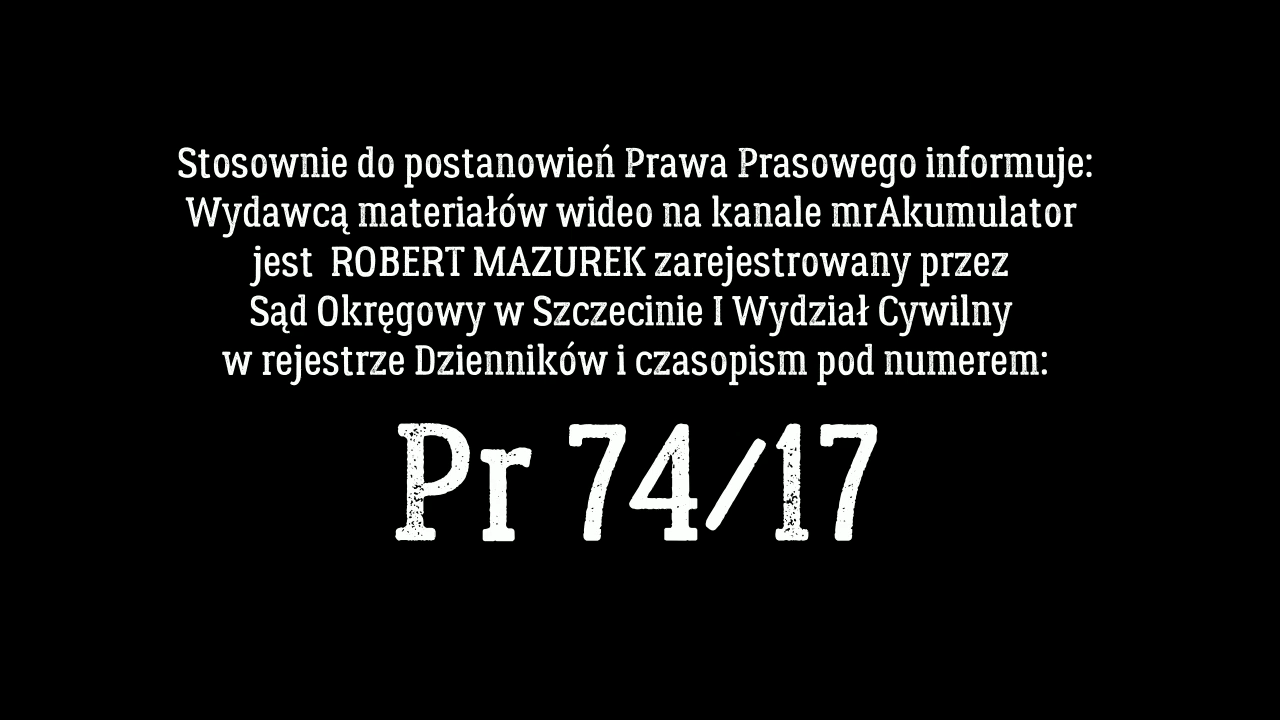 Stosownie do postanowień Prawa Prasowego informuje:
Wydawcą materiałów wideo na kanale mrAkumulator
jest ROBERT MAZUREK zarejestrowany przez
Sąd Okręgowy w Szczecinie I Wydział Cywilny
w rejestrze Dzienników i czasopism pod numerem:
Pr 74/17